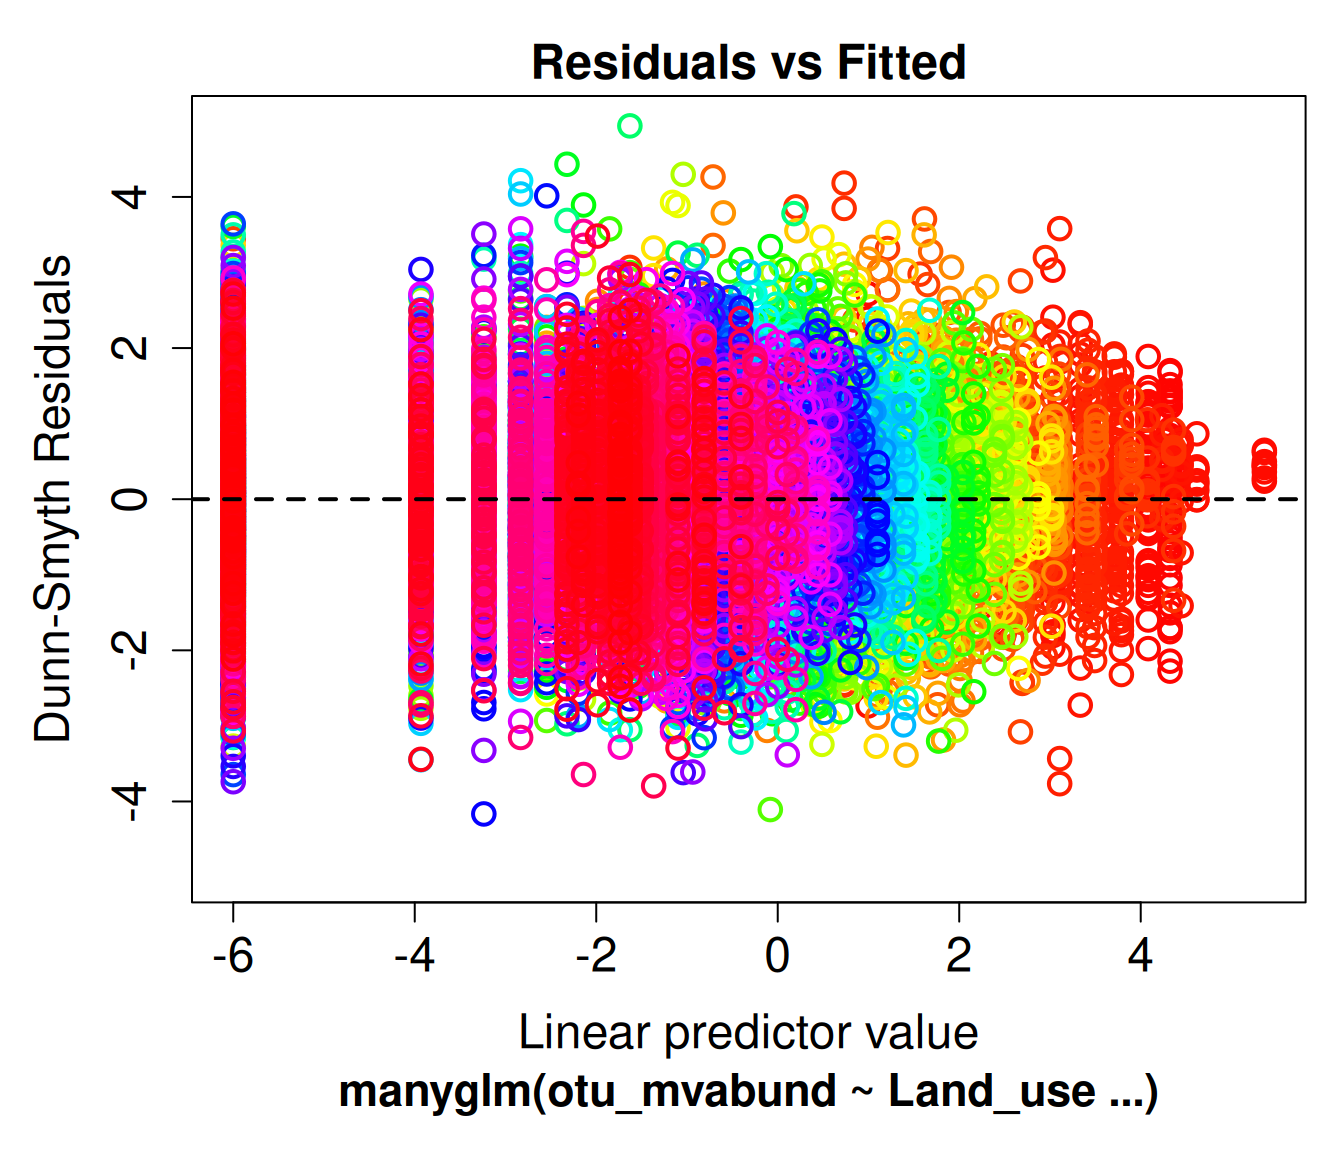 Residuals vs Fitted
Dunn-Smyth Residuals
4
2
0
-2
-4
-6 -4 -2 0 2 4
Linear predictor value
manyglm(otu_mvabund ~ Land_use ...)